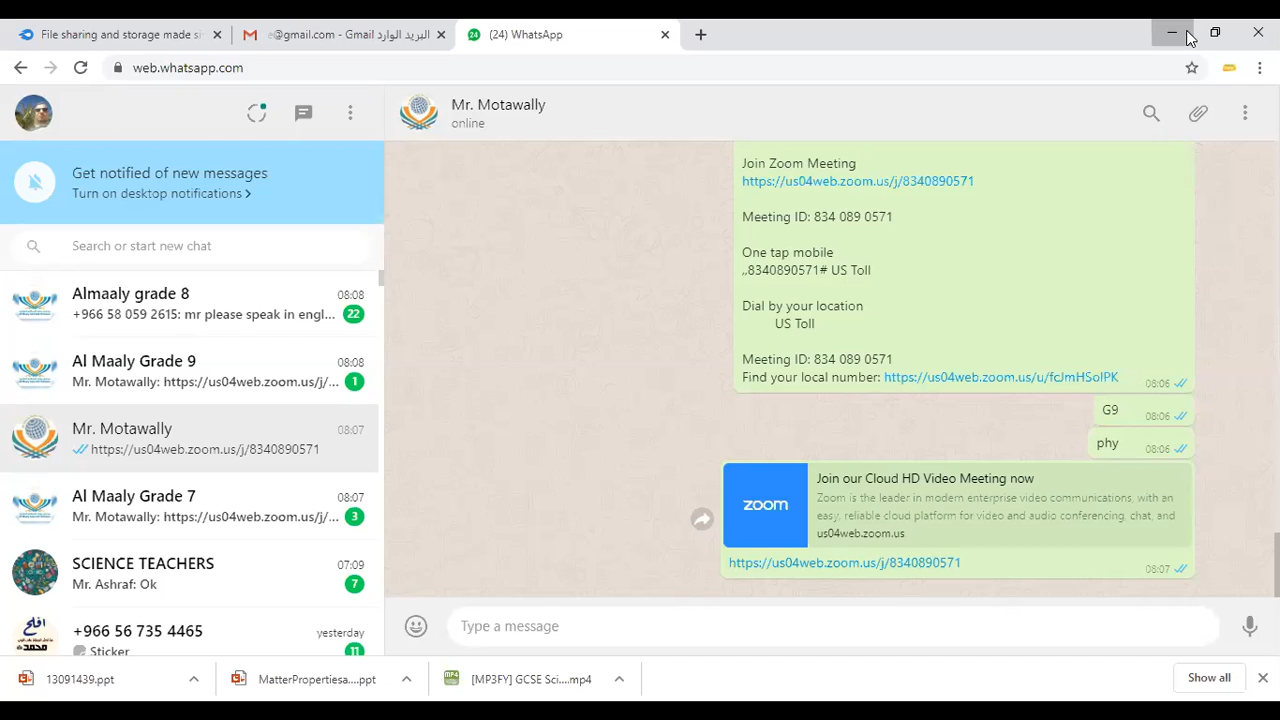 File sharing and storage made si
e@gmail.com - Gmail البريد الوارد
(24) WhatsApp
web.whatsapp.com
Get notified of new messages
Turn on desktop notifications >
Search or start new chat
Almaaly grade 8 08:08
+966 58 059 2615: mr please speak in engl... 22
Al Maaly Grade 9 08:08
Mr. Motawally: https://us04web.zoom.us/j/... 1
Mr. Motawally 08:07
https://us04web.zoom.us/j/8340890571
Al Maaly Grade 7 08:07
Mr. Motawally: https://us04web.zoom.us/j/... 3
SCIENCE TEACHERS 07:09
Mr. Ashraf: Ok 7
+966 56 735 4465 yesterday
Sticker 11
Mr. Motawally
online
Join Zoom Meeting
https://us04web.zoom.us/j/8340890571
Meeting ID: 834 089 0571
One tap mobile
,,8340890571# US Toll
Dial by your location
US Toll
Meeting ID: 834 089 0571
Find your local number: https://us04web.zoom.us/u/fcJmHSolPK 08:06
G9 08:06
phy 08:06
zoom
Join our Cloud HD Video Meeting now
Zoom is the leader in modern enterprise video communications, with an
easy, reliable cloud platform for video and audio conferencing, chat, and
us04web.zoom.us
https://us04web.zoom.us/j/8340890571 08:07
Type a message
13091439.ppt
MatterPropertiesa....ppt
[MP3FY] GCSE Sci....mp4
Show all